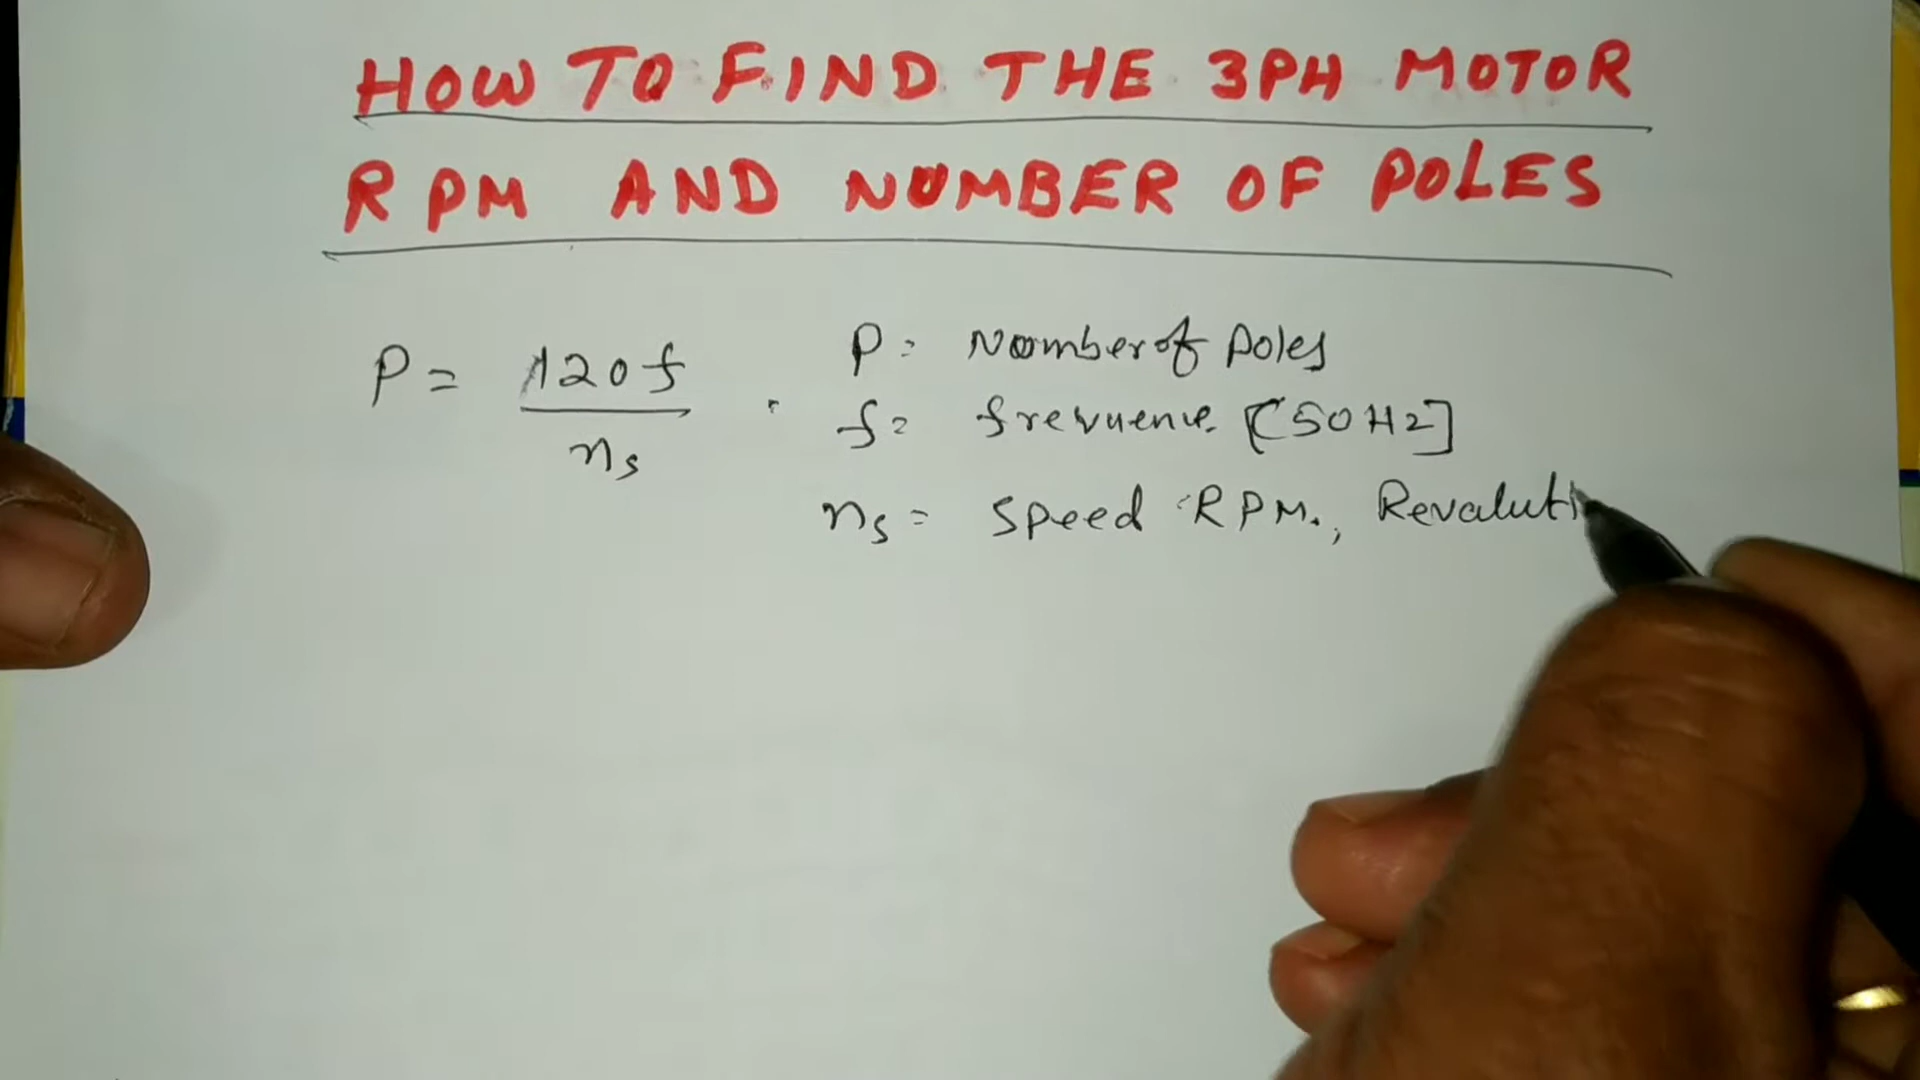 HOW TO FIND THE 3PH MOTOR
RPM AND NUMBER OF POLES
P = 120f / ns
P = Number of Poles
f = frequence [50Hz]
ns = Speed RPM., Revaluti